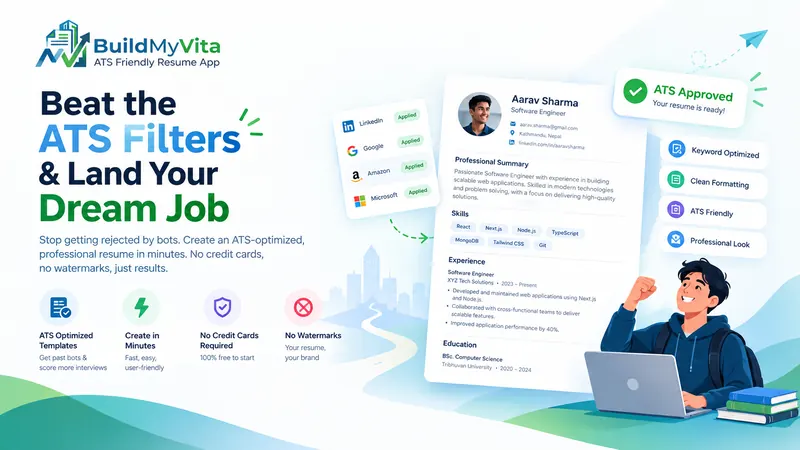 BuildMyVita
ATS Friendly Resume App
Beat the
ATS Filters
& Land Your
Dream Job
Stop getting rejected by bots. Create an ATS-optimized,
professional resume in minutes. No credit cards,
no watermarks, just results.
ATS Optimized
Templates
Get past bots &
score more interviews
Create in
Minutes
Fast, easy,
user-friendly
No Credit Cards
Required
100% free to start
No Watermarks
Your resume,
your brand
LinkedIn Applied
Google Applied
Amazon Applied
Microsoft Applied
Aarav Sharma
Software Engineer
aarav.sharma@gmail.com
Kathmandu, Nepal
linkedin.com/in/aaravsharma
Professional Summary
Passionate Software Engineer with experience in building
scalable web applications. Skilled in modern technologies
and problem solving, with a focus on delivering high-quality
solutions.
Skills
React Next.js Node.js TypeScript
MongoDB Tailwind CSS Git
Experience
Software Engineer
XYZ Tech Solutions • 2023 – Present
• Developed and maintained web applications using Next.js
and Node.js.
• Collaborated with cross-functional teams to deliver
scalable features.
• Improved application performance by 40%.
Education
BSc. Computer Science
Tribhuvan University • 2020 – 2024
ATS Approved
Your resume is ready!
Keyword Optimized
Clean Formatting
ATS Friendly
Professional Look